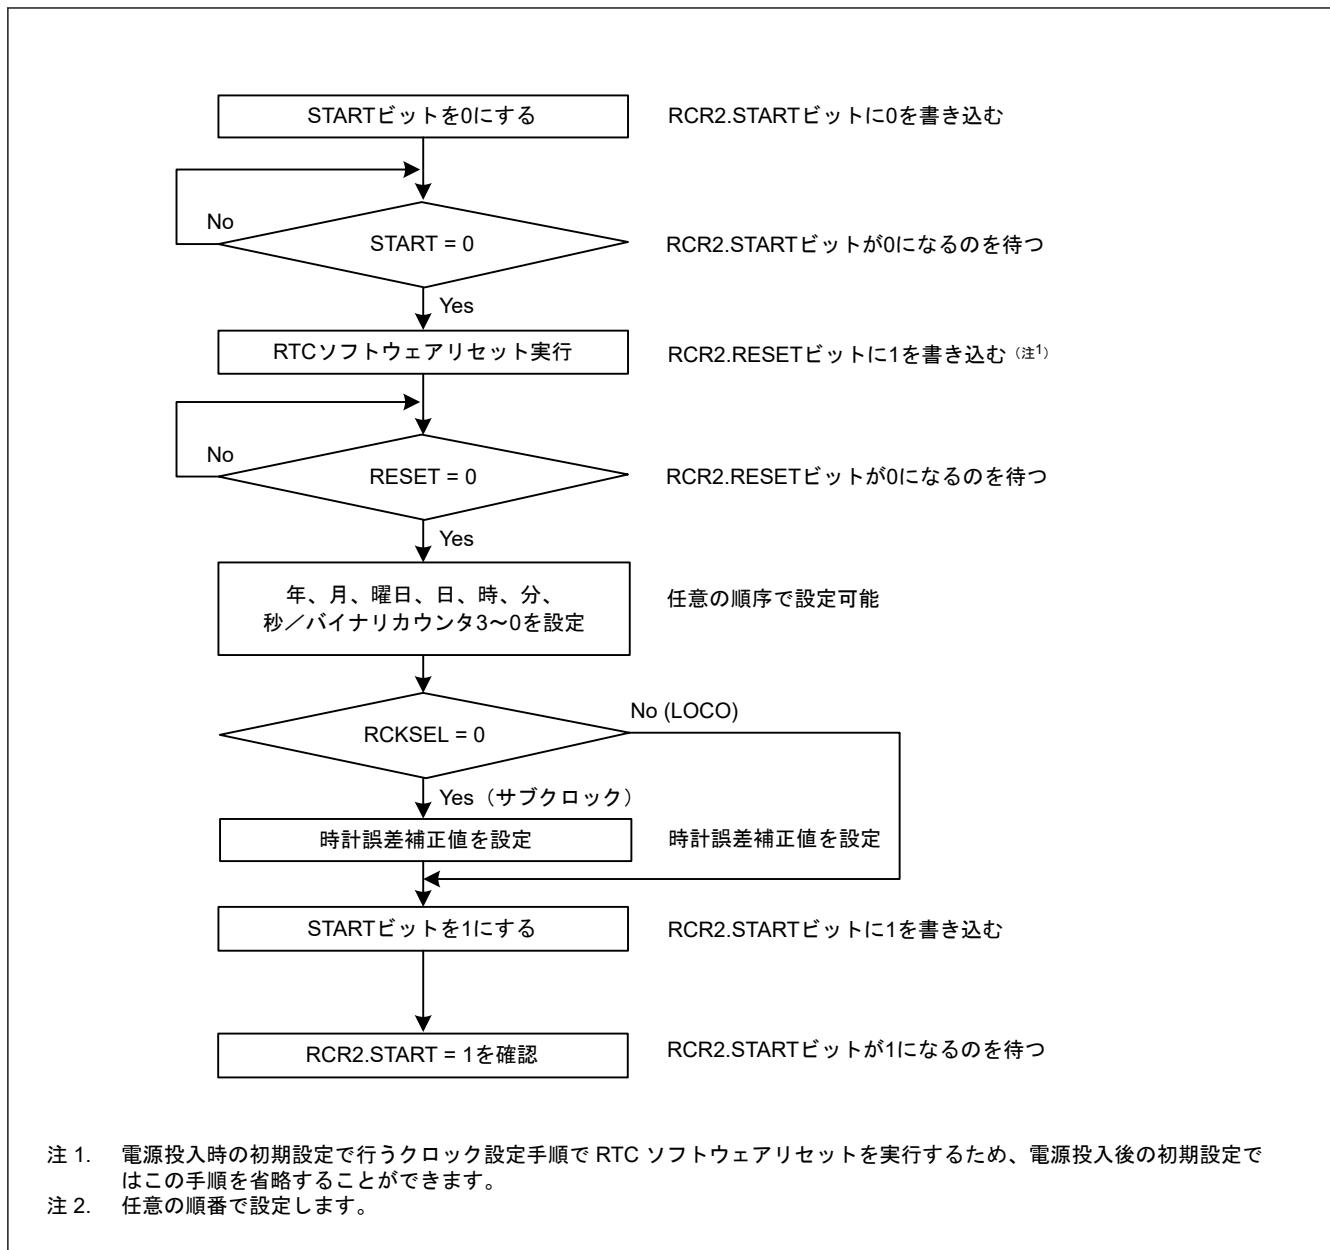 STARTビットを0にする
RCR2.STARTビットに0を書き込む
No
START = 0
RCR2.STARTビットが0になるのを待つ
Yes
RTCソフトウェアリセット実行
RCR2.RESETビットに1を書き込む（注1）
No
RESET = 0
RCR2.RESETビットが0になるのを待つ
Yes
年、月、曜日、日、時、分、
秒／バイナリカウンタ3～0を設定
任意の順序で設定可能
No (LOCO)
RCKSEL = 0
Yes（サブクロック）
時計誤差補正値を設定
時計誤差補正値を設定
STARTビットを1にする
RCR2.STARTビットに1を書き込む
RCR2.START = 1を確認
RCR2.STARTビットが1になるのを待つ
注 1. 電源投入時の初期設定で行うクロック設定手順で RTC ソフトウェアリセットを実行するため、電源投入後の初期設定で
はこの手順を省略することができます。
注 2. 任意の順番で設定します。